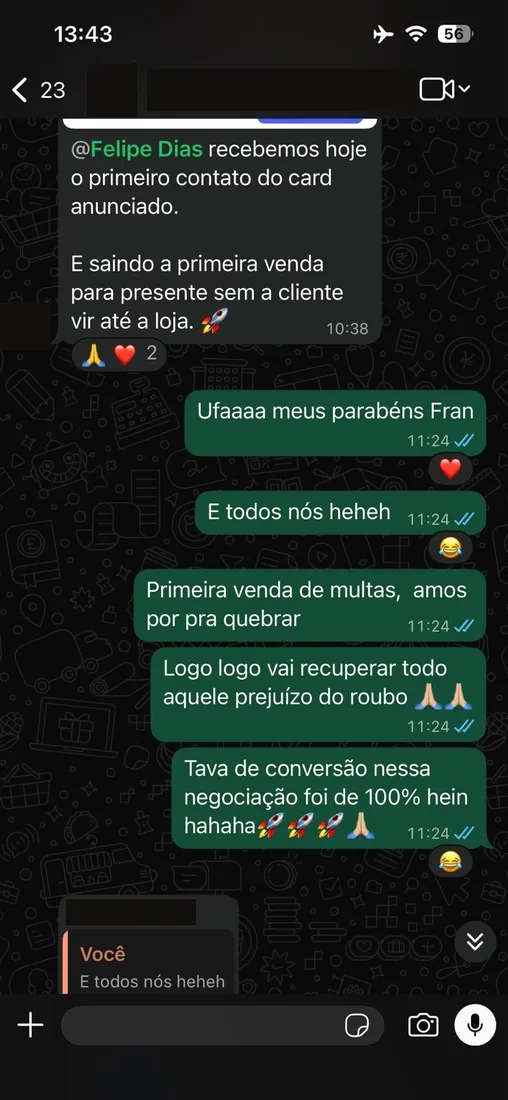 13:43
56
23
@Felipe Dias recebemos hoje
o primeiro contato do card
anunciado.
E saindo a primeira venda
para presente sem a cliente
vir até a loja. 🚀
10:38
🙏 ❤️ 2
Ufaaaa meus parabéns Fran
11:24
❤️
E todos nós heheh
11:24
😂
Primeira venda de multas,  amos
por pra quebrar
11:24
Logo logo vai recuperar todo
aquele prejuízo do roubo 🙏🏼🙏🏼
11:24
Tava de conversão nessa
negociação foi de 100% hein
hahaha🚀🚀🚀🙏🏼
11:24
😂
Você
E todos nós heheh